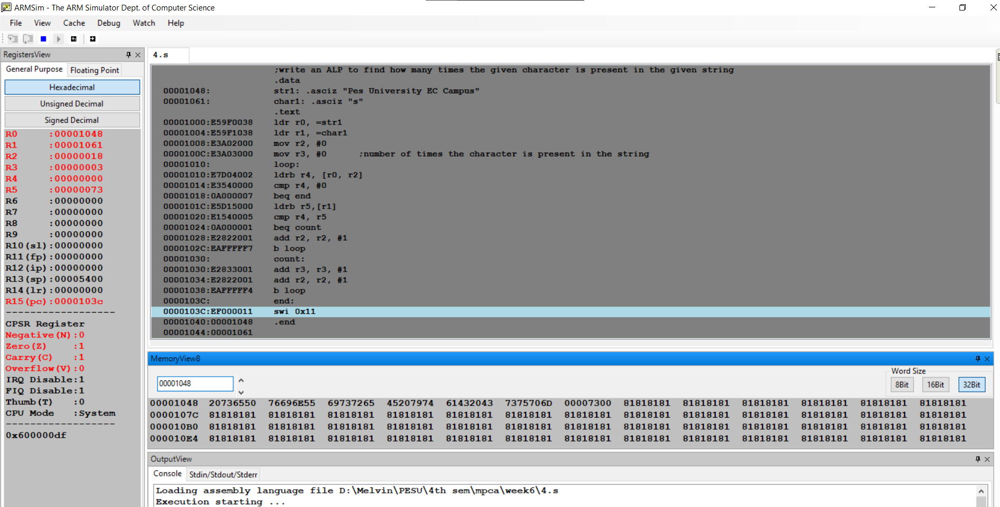 ARMSim - The ARM Simulator Dept. of Computer Science
File View Cache Debug Watch Help
RegistersView
General Purpose Floating Point
Hexadecimal
Unsigned Decimal
Signed Decimal
R0 :00001048
R1 :00001061
R2 :00000018
R3 :00000003
R4 :00000000
R5 :00000073
R6 :00000000
R7 :00000000
R8 :00000000
R9 :00000000
R10(sl):00000000
R11(fp):00000000
R12(ip):00000000
R13(sp):00005400
R14(lr):00000000
R15(pc):0000103c
------------------
CPSR Register
Negative(N):0
Zero(Z) :1
Carry(C) :1
Overflow(V):0
IRQ Disable:1
FIQ Disable:1
Thumb(T) :0
CPU Mode :System
------------------
0x600000df
4.s
;write an ALP to find how many times the given character is present in the given string
.data
00001048: str1: .asciz "Pes University EC Campus"
00001061: char1: .asciz "s"
.text
00001000:E59F0038 ldr r0, =str1
00001004:E59F1038 ldr r1, =char1
00001008:E3A02000 mov r2, #0
0000100C:E3A03000 mov r3, #0 ;number of times the character is present in the string
00001010: loop:
00001010:E7D04002 ldrb r4, [r0, r2]
00001014:E3540000 cmp r4, #0
00001018:0A000007 beq end
0000101C:E5D15000 ldrb r5,[r1]
00001020:E1540005 cmp r4, r5
00001024:0A000001 beq count
00001028:E2822001 add r2, r2, #1
0000102C:EAFFFFF7 b loop
00001030: count:
00001030:E2833001 add r3, r3, #1
00001034:E2822001 add r2, r2, #1
00001038:EAFFFFF4 b loop
0000103C: end:
0000103C:EF000011 swi 0x11
00001040:00001048 .end
00001044:00001061
MemoryView8
00001048
Word Size
8Bit 16Bit 32Bit
00001048 20736550 76696E55 69737265 45207974 61432043 7375706D 00007300 81818181 81818181 81818181 81818181 81818181 81818181
0000107C 81818181 81818181 81818181 81818181 81818181 81818181 81818181 81818181 81818181 81818181 81818181 81818181 81818181
000010B0 81818181 81818181 81818181 81818181 81818181 81818181 81818181 81818181 81818181 81818181 81818181 81818181 81818181
000010E4 81818181 81818181 81818181 81818181 81818181 81818181 81818181 81818181 81818181 81818181 81818181 81818181 81818181
OutputView
Console Stdin/Stdout/Stderr
Loading assembly language file D:\Melvin\PESU\4th sem\mpca\week6\4.s
Execution starting ...